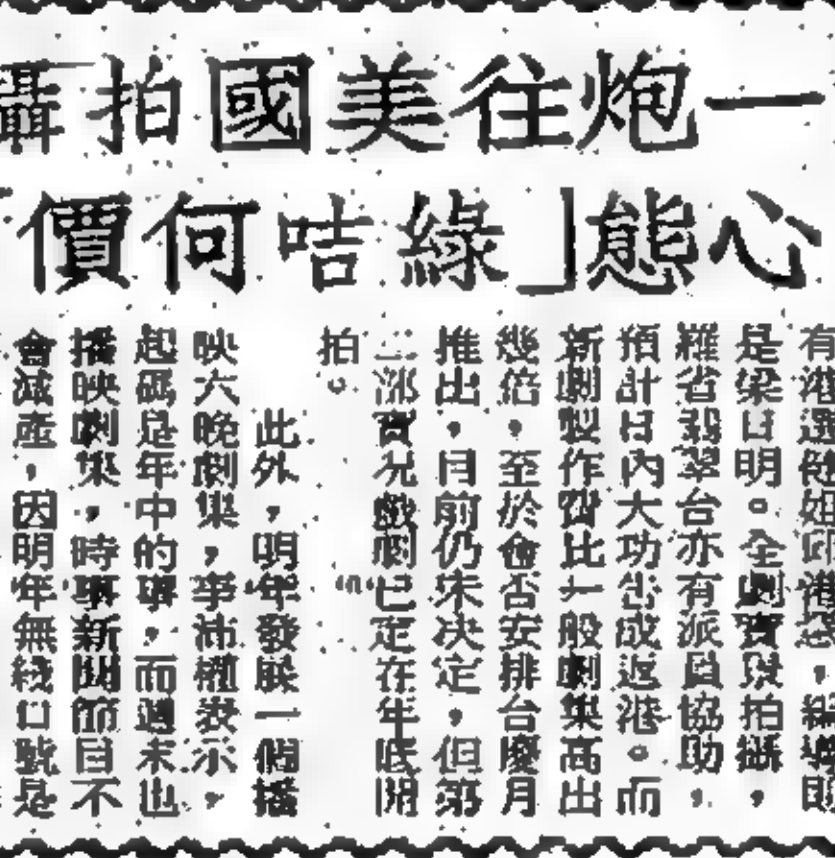 一炮往美國拍攝
心態」綠咭何價
有港選
是梁日明。全劇實景拍攝，
羅省翡翠台亦有派員協助，
預計日內大功告成返港。而
新劇製作費比一般劇集高出
幾倍，至於會否安排台慶月
推出，目前仍未決定，但第
二部實况戲劇已定在年底開
拍。
此外，明年發展一個播
映六晚劇集，李沛權表示，
起碼是年中的事，而週末也
播映劇集，時事新聞節目不
會減產，因明年無綫口號是